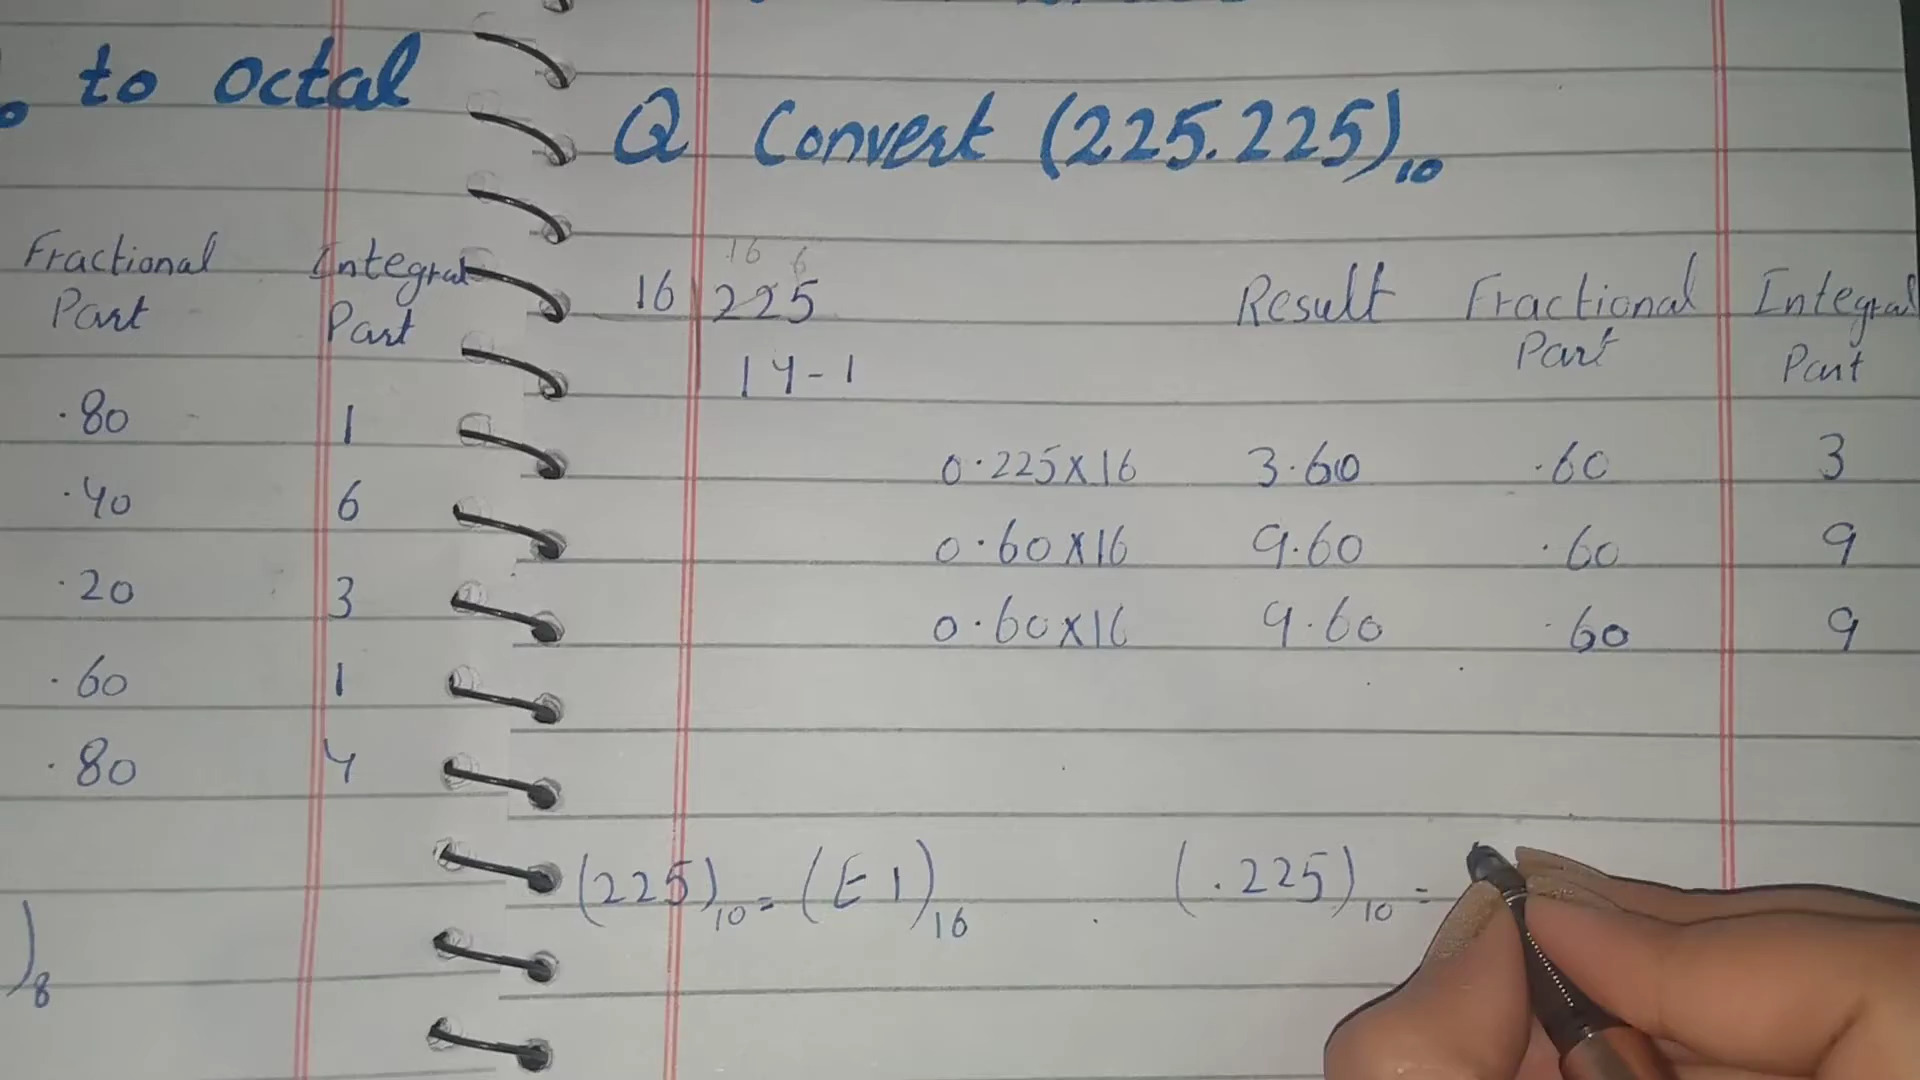 to Octal
Fractional Part Integral Part
.80 1
.40 6
.20 3
.60 1
.80 4
)8
Q Convert (225.225)10
16 6
16 225
14-1
Result Fractional Part Integral Part
0.225x16 3.60 .60 3
0.60x16 9.60 .60 9
0.60x16 9.60 .60 9
(225)10 = (E1)16 (.225)10 =